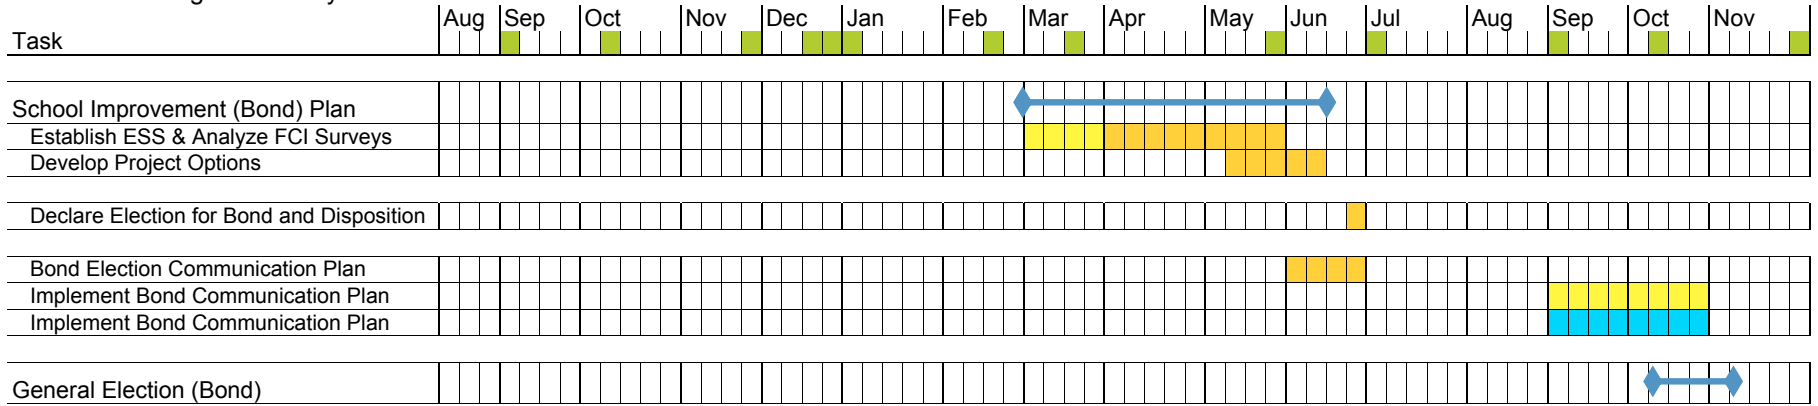 Aug Sep Oct Nov Dec Jan Feb Mar Apr May Jun Jul Aug Sep Oct Nov
Task
School Improvement (Bond) Plan
Establish ESS & Analyze FCI Surveys
Develop Project Options
Declare Election for Bond and Disposition
Bond Election Communication Plan
Implement Bond Communication Plan
Implement Bond Communication Plan
General Election (Bond)